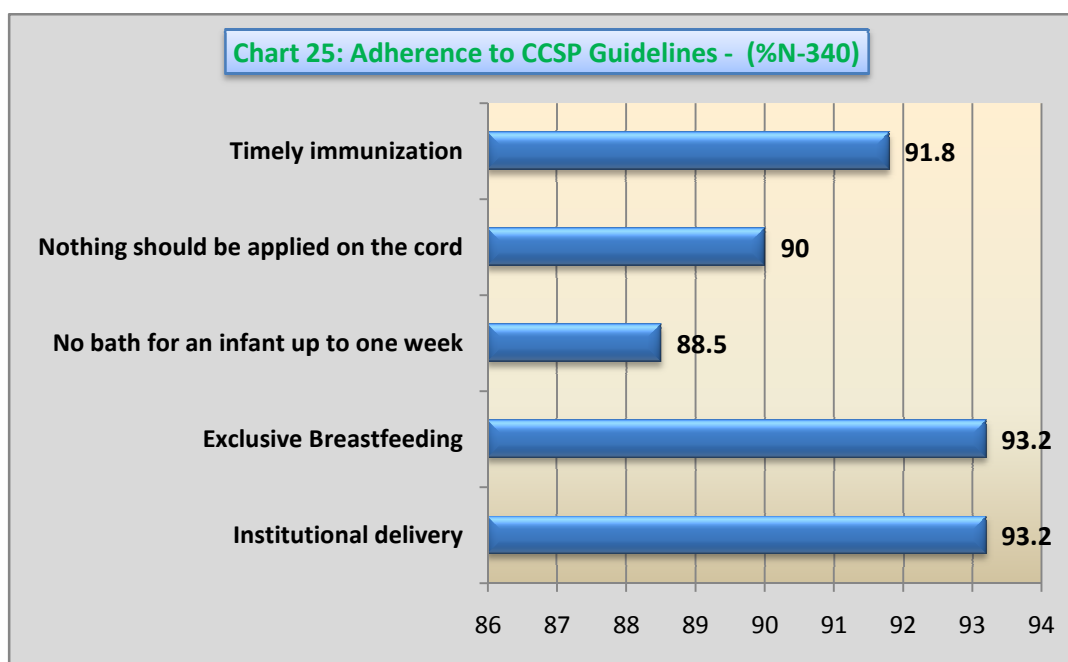 Chart 25: Adherence to CCSP Guidelines -  (%N-340)
Timely immunization
91.8
Nothing should be applied on the cord
90
No bath for an infant up to one week
88.5
Exclusive Breastfeeding
93.2
Institutional delivery
93.2
86 87 88 89 90 91 92 93 94